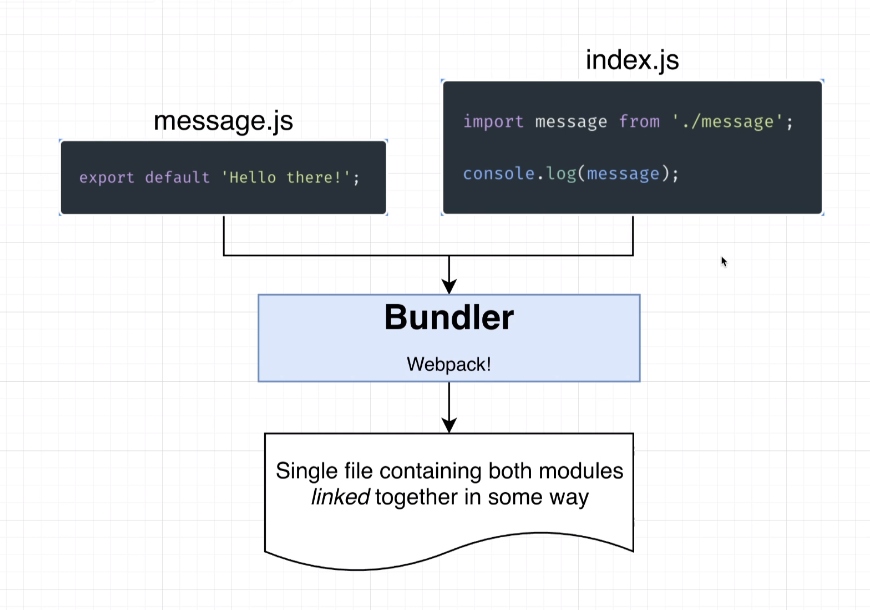 message.js
export default 'Hello there!';
index.js
import message from './message';
console.log(message);
Bundler
Webpack!
Single file containing both modules
linked together in some way